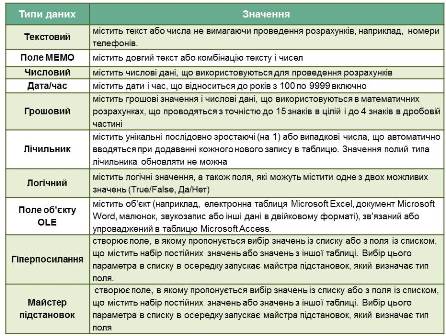 Типи даних
Значення
Текстовий
містить текст або числа не вимагаючи проведення розрахунків, наприклад, номери
телефонів.
Поле МЕМО
містить довгий текст або комбінацію тексту і чисел
Числовий
містить числові дані, що використовуються для проведення розрахунків
Дата/час
містить дати і час, що відноситься до років з 100 по 9999 включно
Грошовий
містить грошові значення і числові дані, що використовуються в математичних
розрахунках, що проводяться з точністю до 15 знаків в цілій і до 4 знаків в дробовій
частині
Лічильник
містить унікальні послідовно зростаючі (на 1) або випадкові числа, що автоматично
вводяться при додаванні кожного нового запису в таблицю. Значення полий типа
лічильника обновляти не можна
Логічний
містить логічні значення, а також поля, які можуть містити одне з двох можливих
значень (True/False, Да/Нет)
Поле об'єкту
OLE
містить об'єкт (наприклад, електронна таблиця Microsoft Excel, документ Microsoft
Word, малюнок, звукозапис або інші дані в двійковому форматі), зв'язаний або
упроваджений в таблицю Microsoft Access.
Гіперпосилання
створює поле, в якому пропонується вибір значень із списку або з поля із списком,
що містить набір постійних значень або значень з іншої таблиці. Вибір цього
параметра в списку в осередку запускає майстра підстановок, який визначає тип
поля.
Майстер
підстановок
створює поле, в якому пропонується вибір значень із списку або з поля із списком,
що містить набір постійних значень або значень з іншої таблиці. Вибір цього
параметра в списку в осередку запускає майстра підстановок, який визначає тип
поля